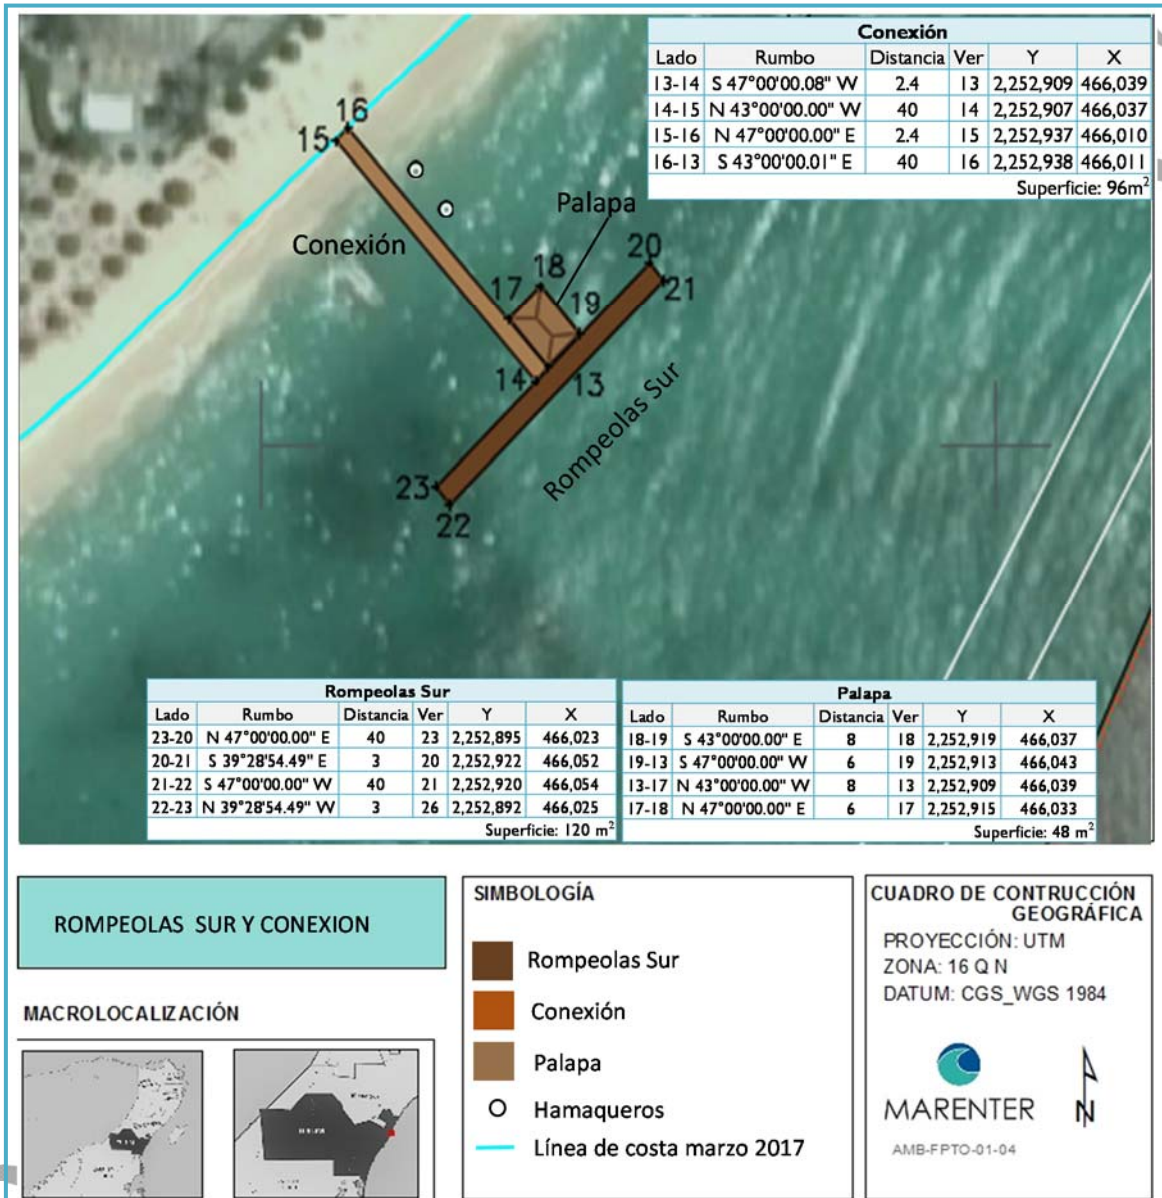 Conexión
Lado Rumbo Distancia Ver Y X
13-14 S 47°00'00.08" W 2.4 13 2,252,909 466,039
14-15 N 43°00'00.00" W 40 14 2,252,907 466,037
15-16 N 47°00'00.00" E 2.4 15 2,252,937 466,010
16-13 S 43°00'00.01" E 40 16 2,252,938 466,011
Superficie: 96m²
16
15
Palapa
Conexión
20
18
21
17
19
14
13
Rompeolas Sur
23
22
Rompeolas Sur
Lado Rumbo Distancia Ver Y X
23-20 N 47°00'00.00" E 40 23 2,252,895 466,023
20-21 S 39°28'54.49" E 3 20 2,252,922 466,052
21-22 S 47°00'00.00" W 40 21 2,252,920 466,054
22-23 N 39°28'54.49" W 3 26 2,252,892 466,025
Superficie: 120 m²
Palapa
Lado Rumbo Distancia Ver Y X
18-19 S 43°00'00.00" E 8 18 2,252,919 466,037
19-13 S 47°00'00.00" W 6 19 2,252,913 466,043
13-17 N 43°00'00.00" W 8 13 2,252,909 466,039
17-18 N 47°00'00.00" E 6 17 2,252,915 466,033
Superficie: 48 m²
ROMPEOLAS SUR Y CONEXION
MACROLOCALIZACIÓN
SIMBOLOGÍA
Rompeolas Sur
Conexión
Palapa
Hamaqueros
Línea de costa marzo 2017
CUADRO DE CONTRUCCIÓN
GEOGRÁFICA
PROYECCIÓN: UTM
ZONA: 16 Q N
DATUM: CGS_WGS 1984
MARENTER
N
AMB-FPTO-01-04